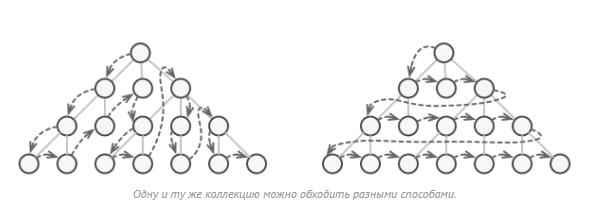 Одну и ту же коллекцию можно обходить разными способами.